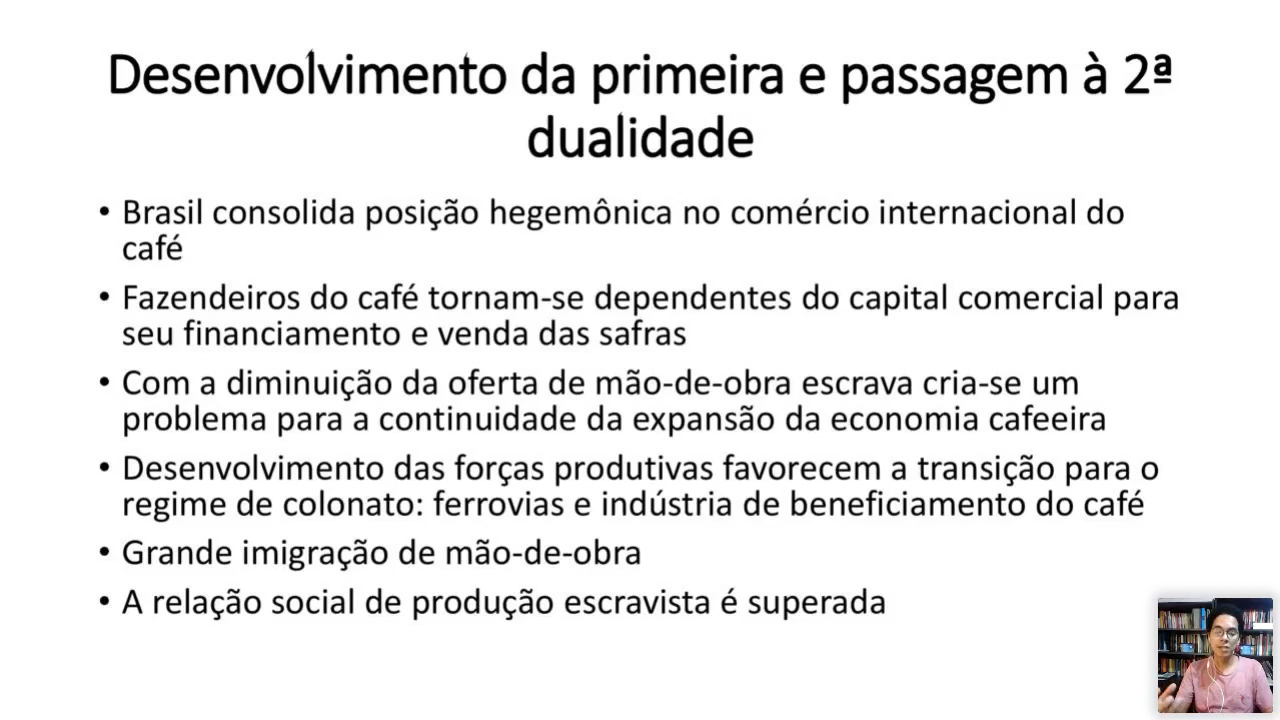 Desenvolvimento da primeira e passagem à 2ª
dualidade
• Brasil consolida posição hegemônica no comércio internacional do
café
• Fazendeiros do café tornam-se dependentes do capital comercial para
seu financiamento e venda das safras
• Com a diminuição da oferta de mão-de-obra escrava cria-se um
problema para a continuidade da expansão da economia cafeeira
• Desenvolvimento das forças produtivas favorecem a transição para o
regime de colonato: ferrovias e indústria de beneficiamento do café
• Grande imigração de mão-de-obra
• A relação social de produção escravista é superada